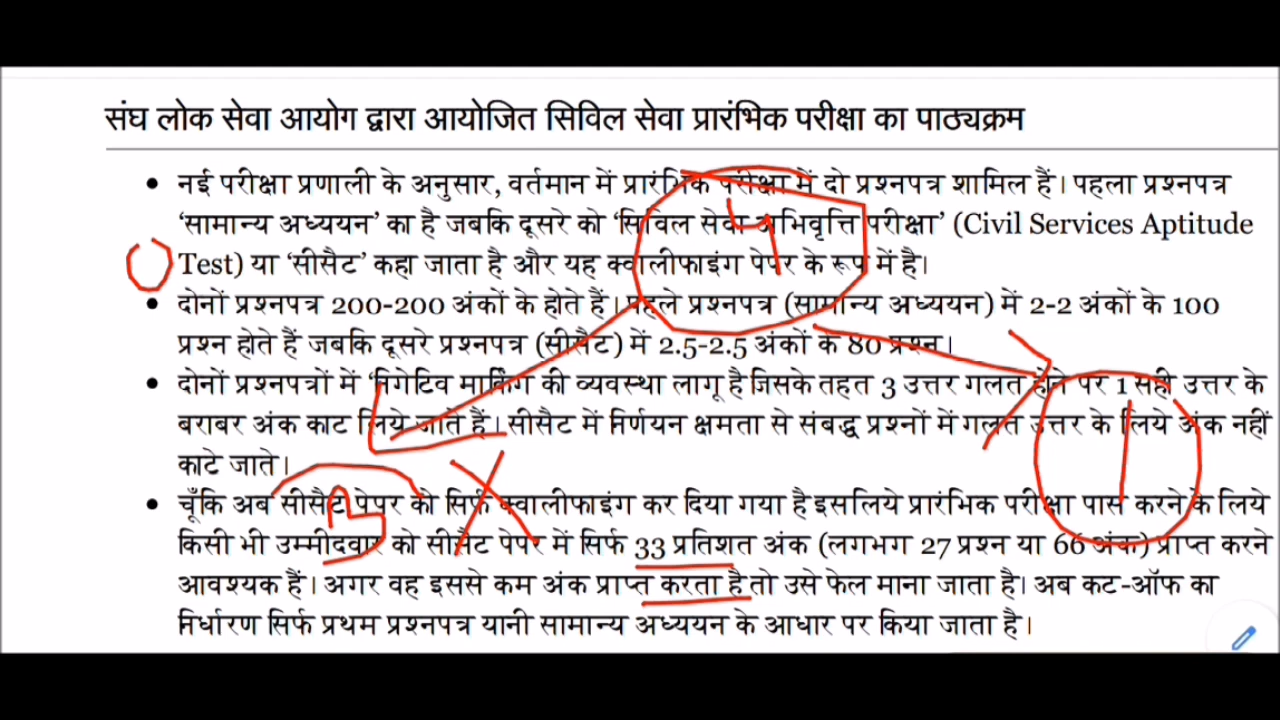 संघ लोक सेवा आयोग द्वारा आयोजित सिविल सेवा प्रारंभिक परीक्षा का पाठ्यक्रम
• नई परीक्षा प्रणाली के अनुसार, वर्तमान में प्रारंभिक परीक्षा में दो प्रश्नपत्र शामिल हैं। पहला प्रश्नपत्र
‘सामान्य अध्ययन’ का है जबकि दूसरे को ‘सिविल सेवा अभिवृत्ति परीक्षा’ (Civil Services Aptitude
4
Test) या ‘सीसैट’ कहा जाता है और यह क्वालीफाइंग पेपर के रूप में है।
• दोनों प्रश्नपत्र 200-200 अंकों के होते हैं। पहले प्रश्नपत्र (सामान्य अध्ययन) में 2-2 अंकों के 100
प्रश्न होते हैं जबकि दूसरे प्रश्नपत्र (सीसैट) में 2.5-2.5 अंकों के 80 प्रश्न।
• दोनों प्रश्नपत्रों में ‘निगेटिव मार्किंग की व्यवस्था लागू है जिसके तहत 3 उत्तर गलत होने पर 1 सही उत्तर के
बराबर अंक काट लिये जाते हैं। सीसैट में निर्णयन क्षमता से संबद्ध प्रश्नों में गलत उत्तर के लिये अंक नहीं
1
काटे जाते।
• चूँकि अब सीसैट पेपर को सिर्फ क्वालीफाइंग कर दिया गया है इसलिये प्रारंभिक परीक्षा पास करने के लिये
3
किसी भी उम्मीदवार को सीसैट पेपर में सिर्फ 33 प्रतिशत अंक (लगभग 27 प्रश्न या 66 अंक) प्राप्त करने
आवश्यक हैं। अगर वह इससे कम अंक प्राप्त करता है तो उसे फेल माना जाता है। अब कट-ऑफ का
निर्धारण सिर्फ प्रथम प्रश्नपत्र यानी सामान्य अध्ययन के आधार पर किया जाता है।